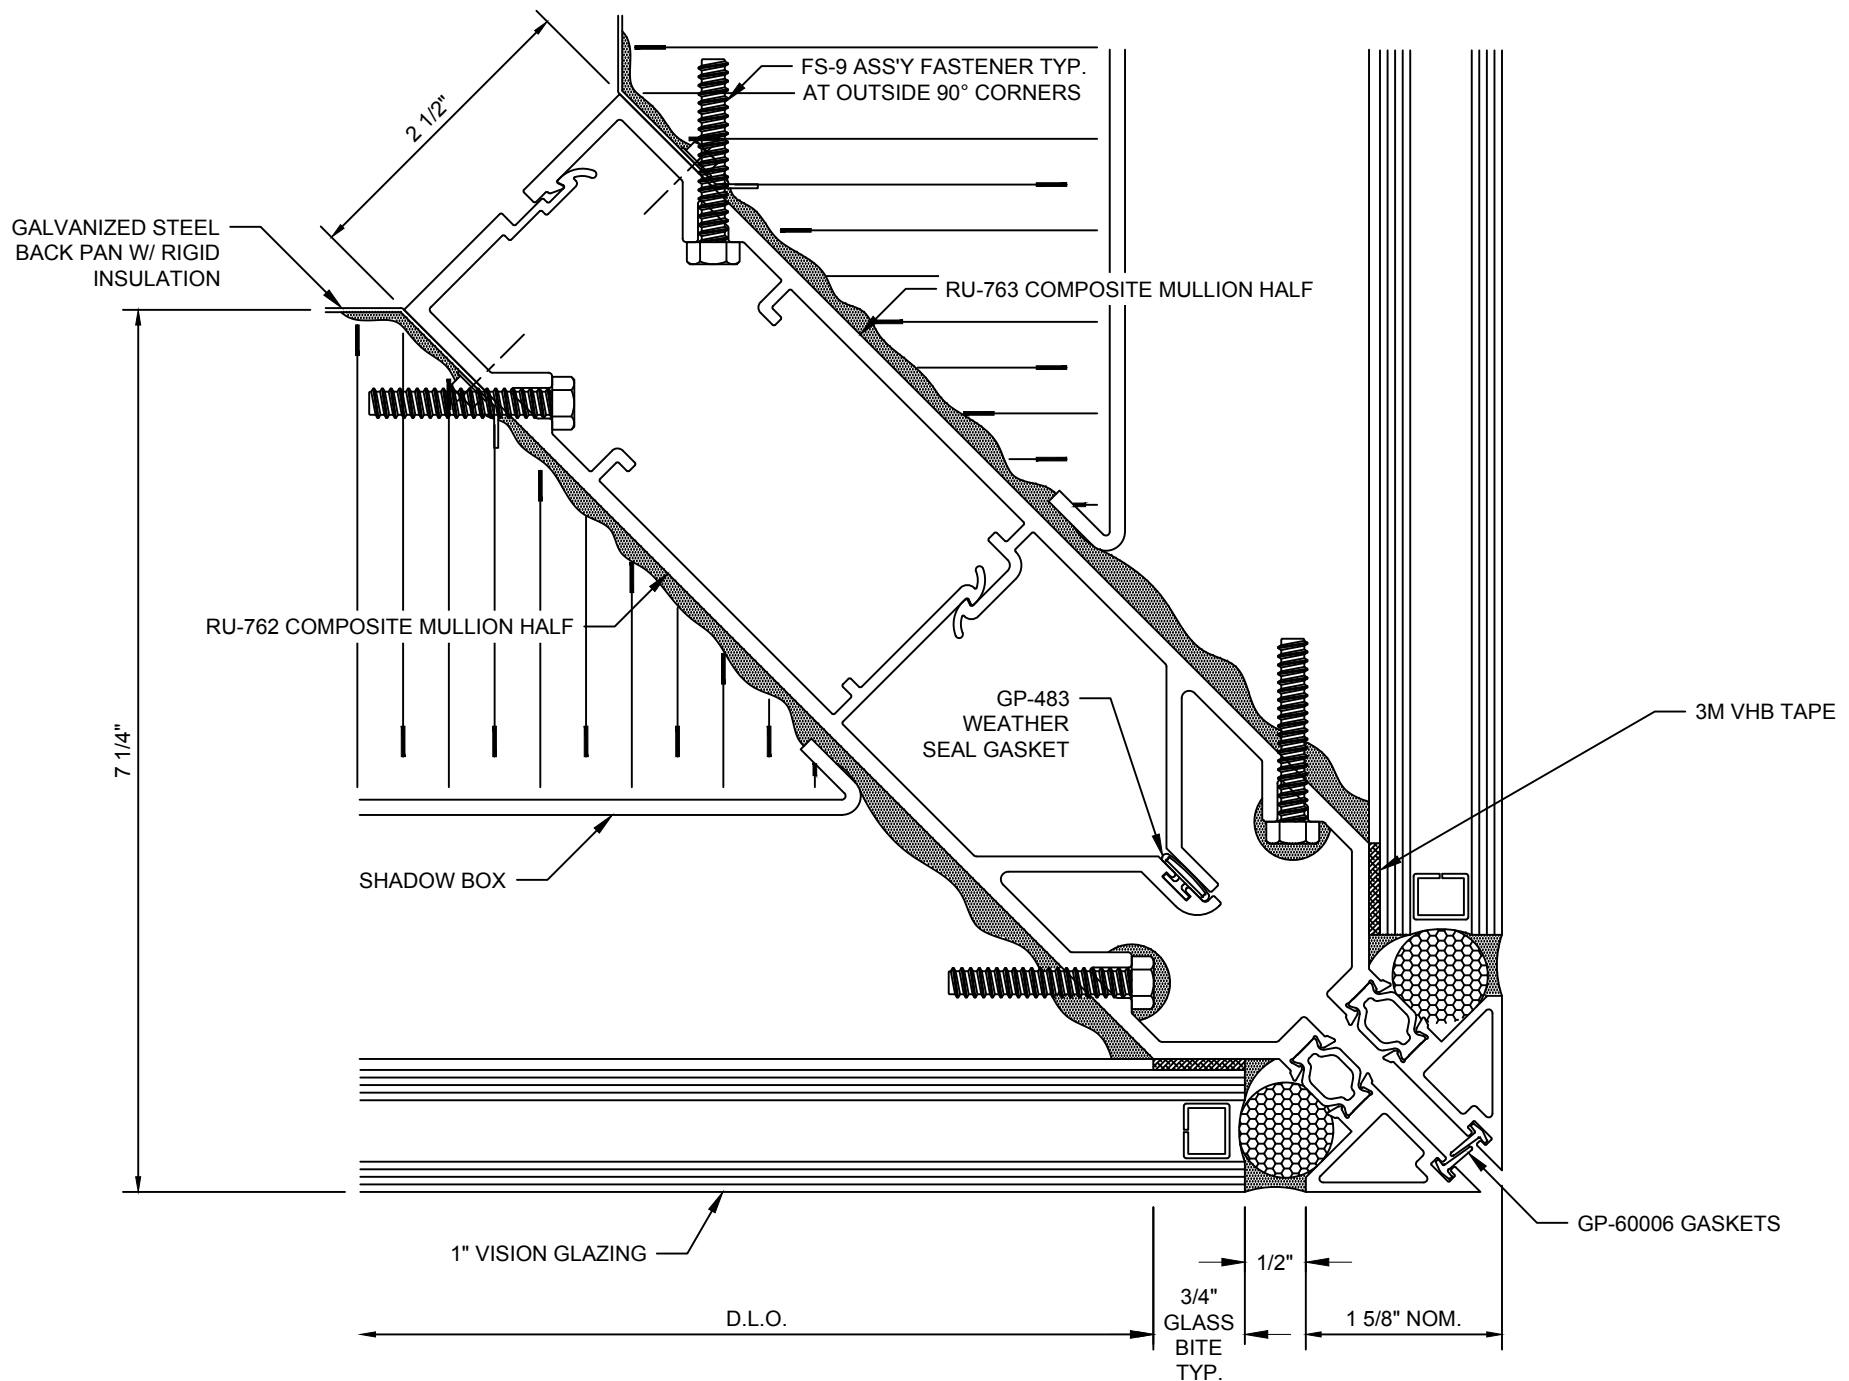 FS-9 ASS'Y FASTENER TYP.
AT OUTSIDE 90° CORNERS
2 1/2"
GALVANIZED STEEL
BACK PAN W/ RIGID
INSULATION
RU-763 COMPOSITE MULLION HALF
RU-762 COMPOSITE MULLION HALF
GP-483
WEATHER
SEAL GASKET
3M VHB TAPE
7 1/4"
SHADOW BOX
GP-60006 GASKETS
1" VISION GLAZING
1/2"
3/4"
GLASS
BITE
TYP.
D.L.O.
1 5/8" NOM.